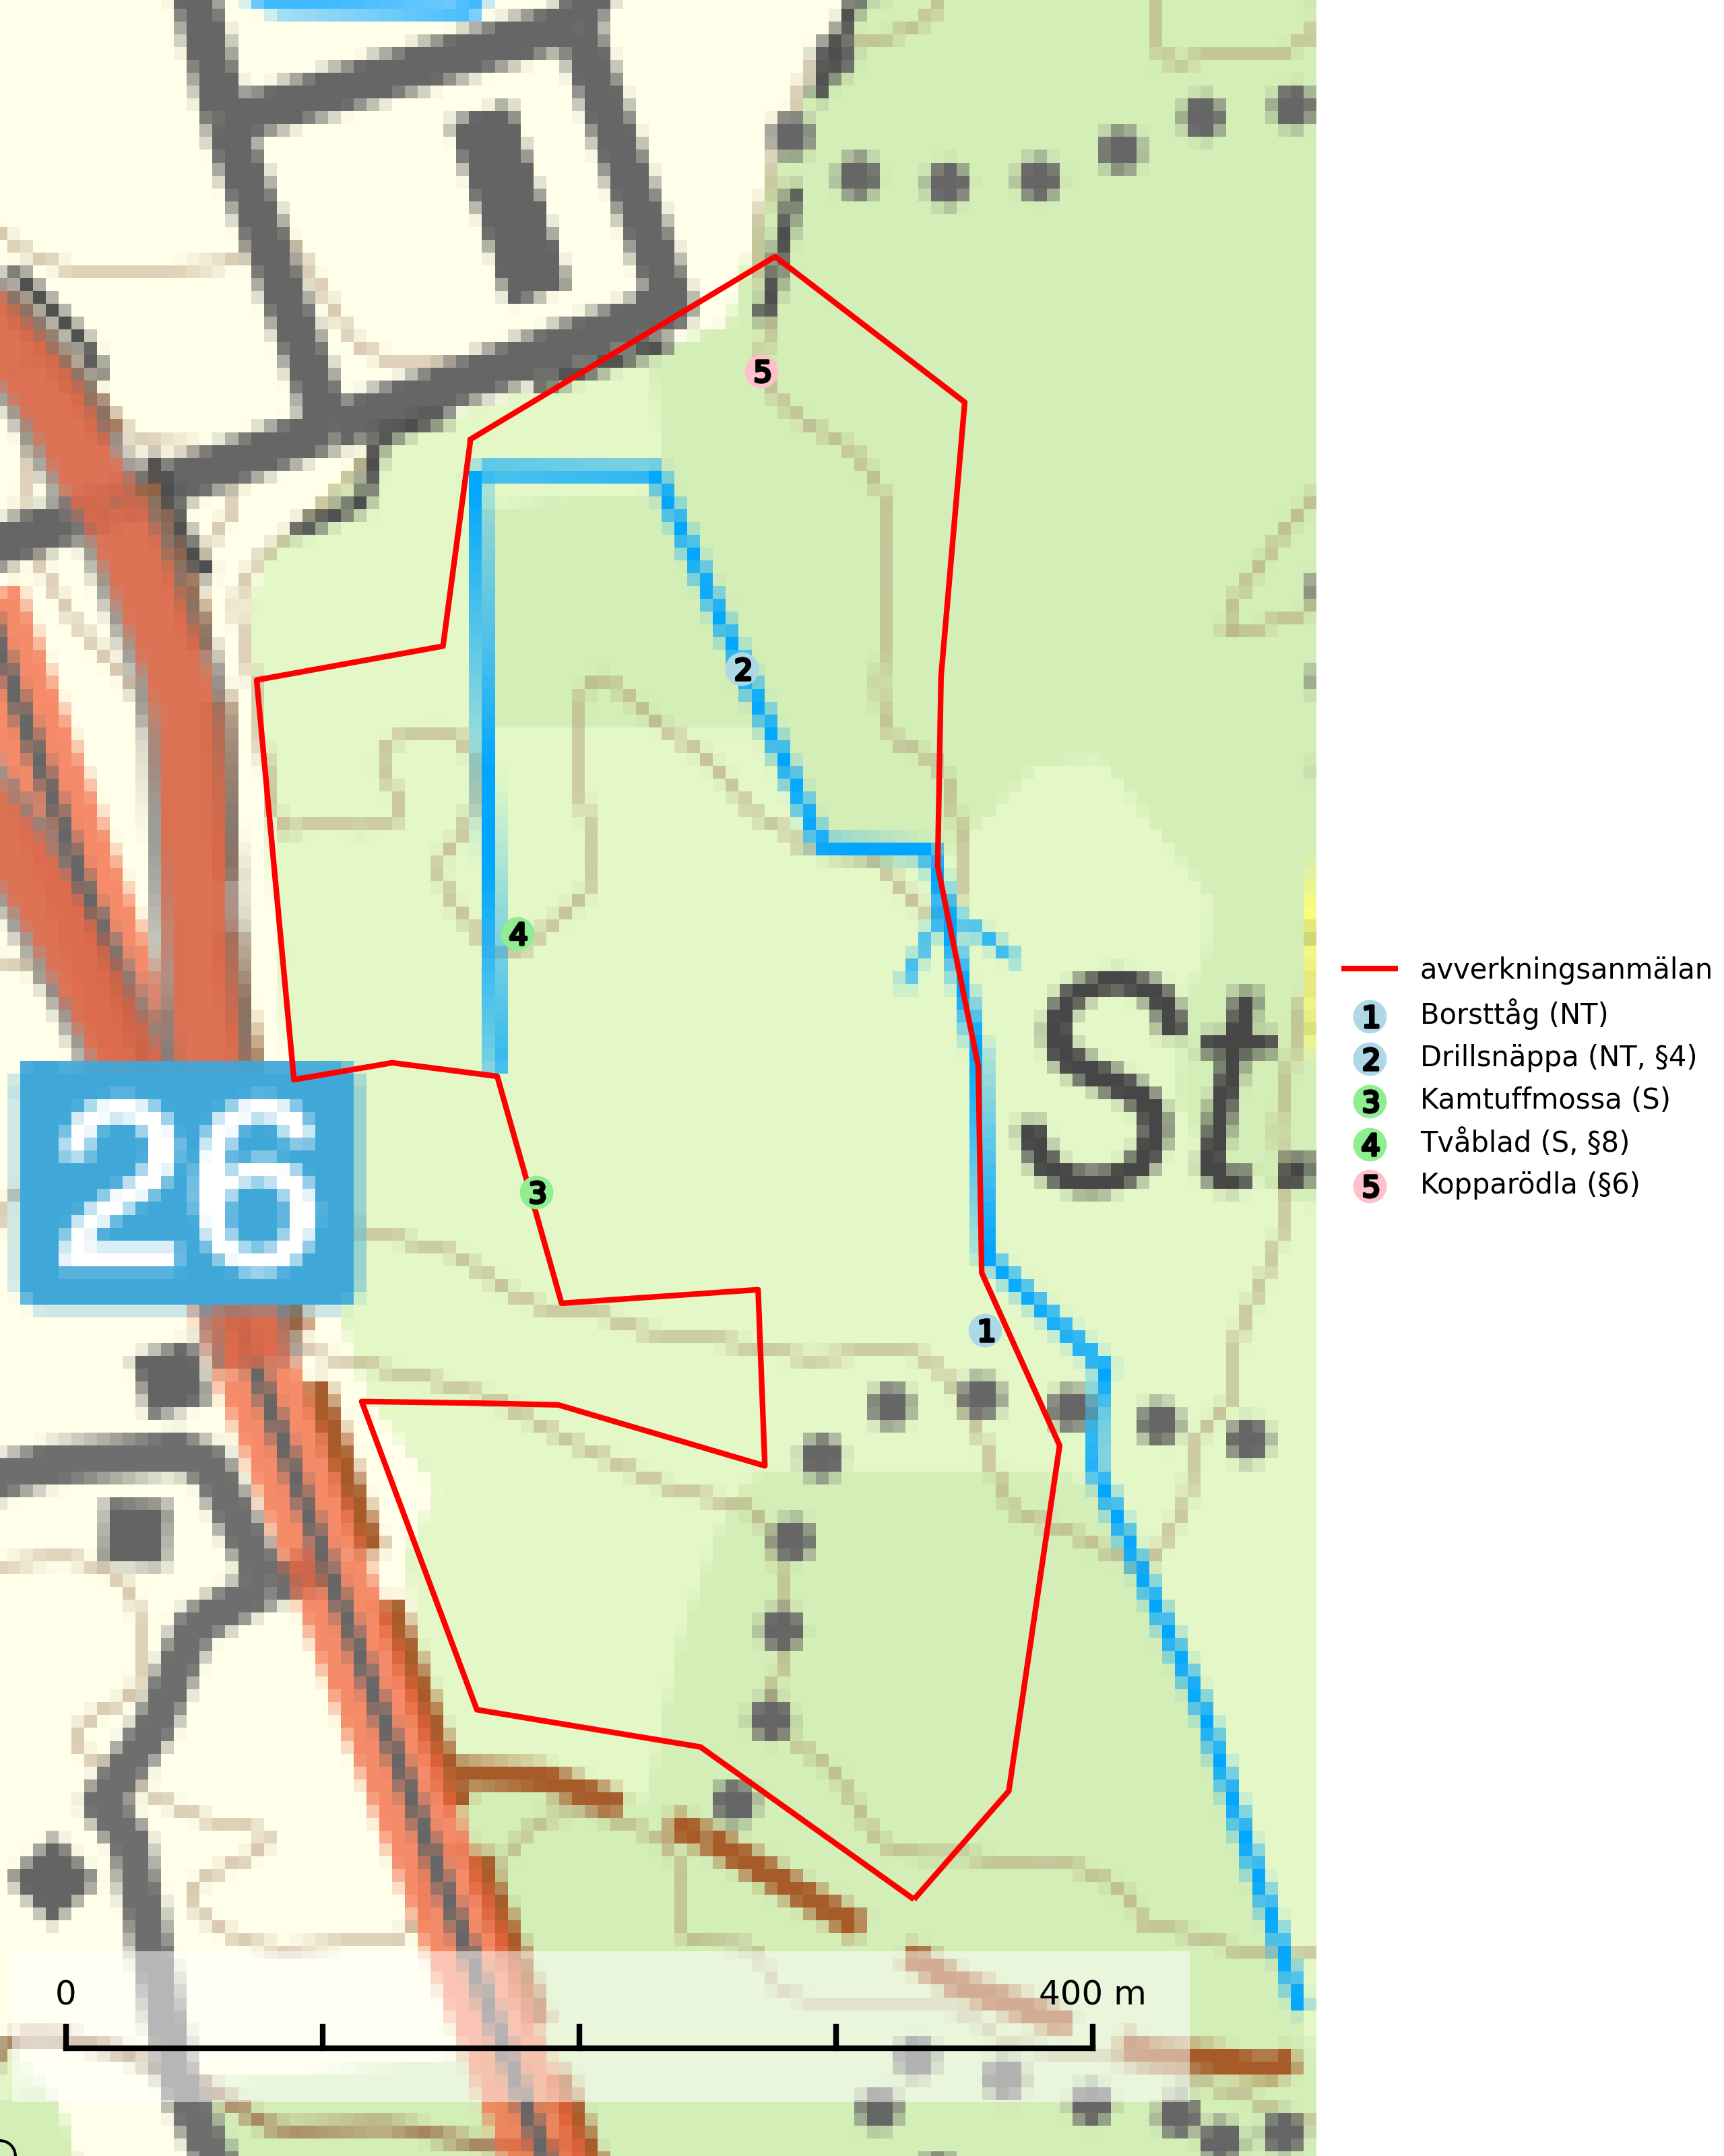 5
2
4
3
1
26
St.
0 400 m
avverkningsanmälan
1 Borsttåg (NT)
2 Drillsnäppa (NT, §4)
3 Kamtuffmossa (S)
4 Tvåblad (S, §8)
5 Kopparödla (§6)